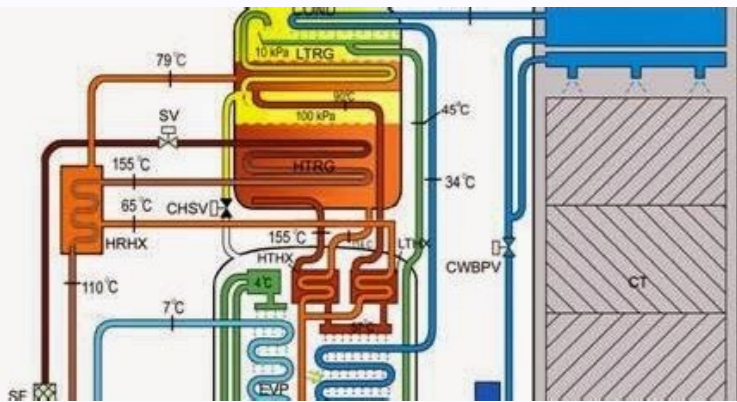 COND
10 kPa
LTRG
79°C
90°C
SV
100 kPa
45°C
155°C
HTRG
34°C
65°C
CHSV
155°C
HRHX
LTHX
HTHX
CWBPV
CT
110°C
4°C
7°C
SF
EVP